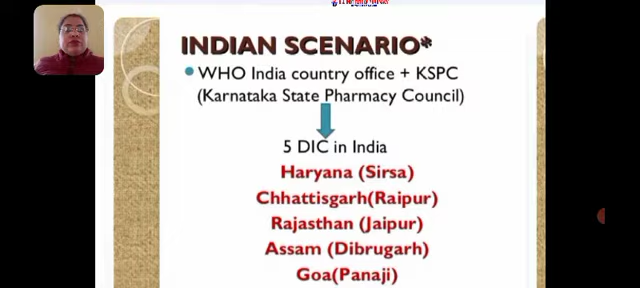 INDIAN SCENARIO*
WHO India country office + KSPC
(Karnataka State Pharmacy Council)
5 DIC in India
Haryana (Sirsa)
Chhattisgarh(Raipur)
Rajasthan (Jaipur)
Assam (Dibrugarh)
Goa(Panaji)